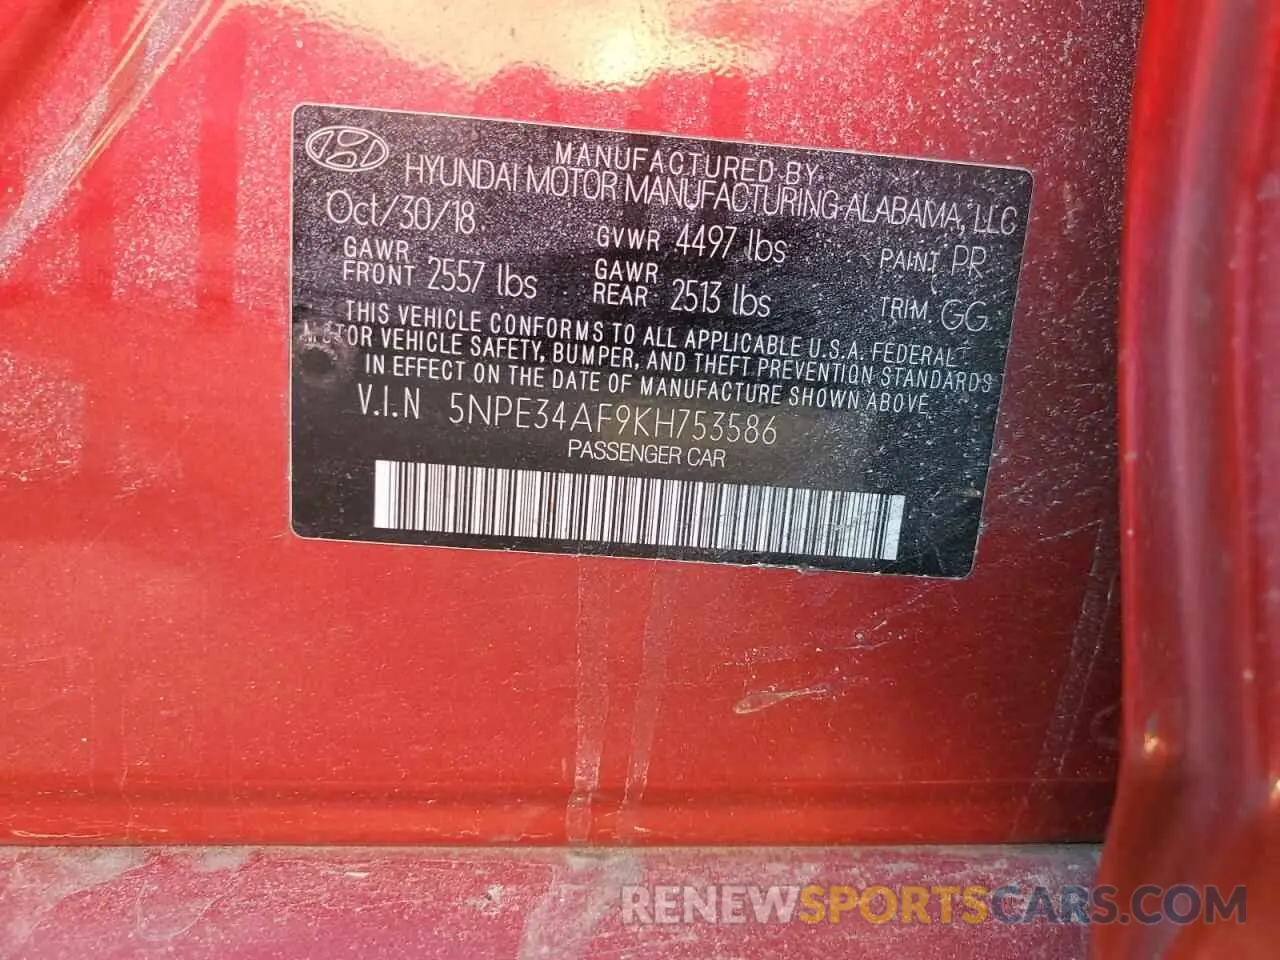 MANUFACTURED BY
HYUNDAI MOTOR MANUFACTURING ALABAMA, LLC
Oct/30/18 GVWR 4497 lbs PAINT PR
GAWR FRONT 2557 lbs GAWR REAR 2513 lbs TRIM GG
THIS VEHICLE CONFORMS TO ALL APPLICABLE U.S.A. FEDERAL
MOTOR VEHICLE SAFETY, BUMPER, AND THEFT PREVENTION STANDARDS
IN EFFECT ON THE DATE OF MANUFACTURE SHOWN ABOVE
V.I.N 5NPE34AF9KH753586
PASSENGER CAR
RENEWSPORTSCARS.COM